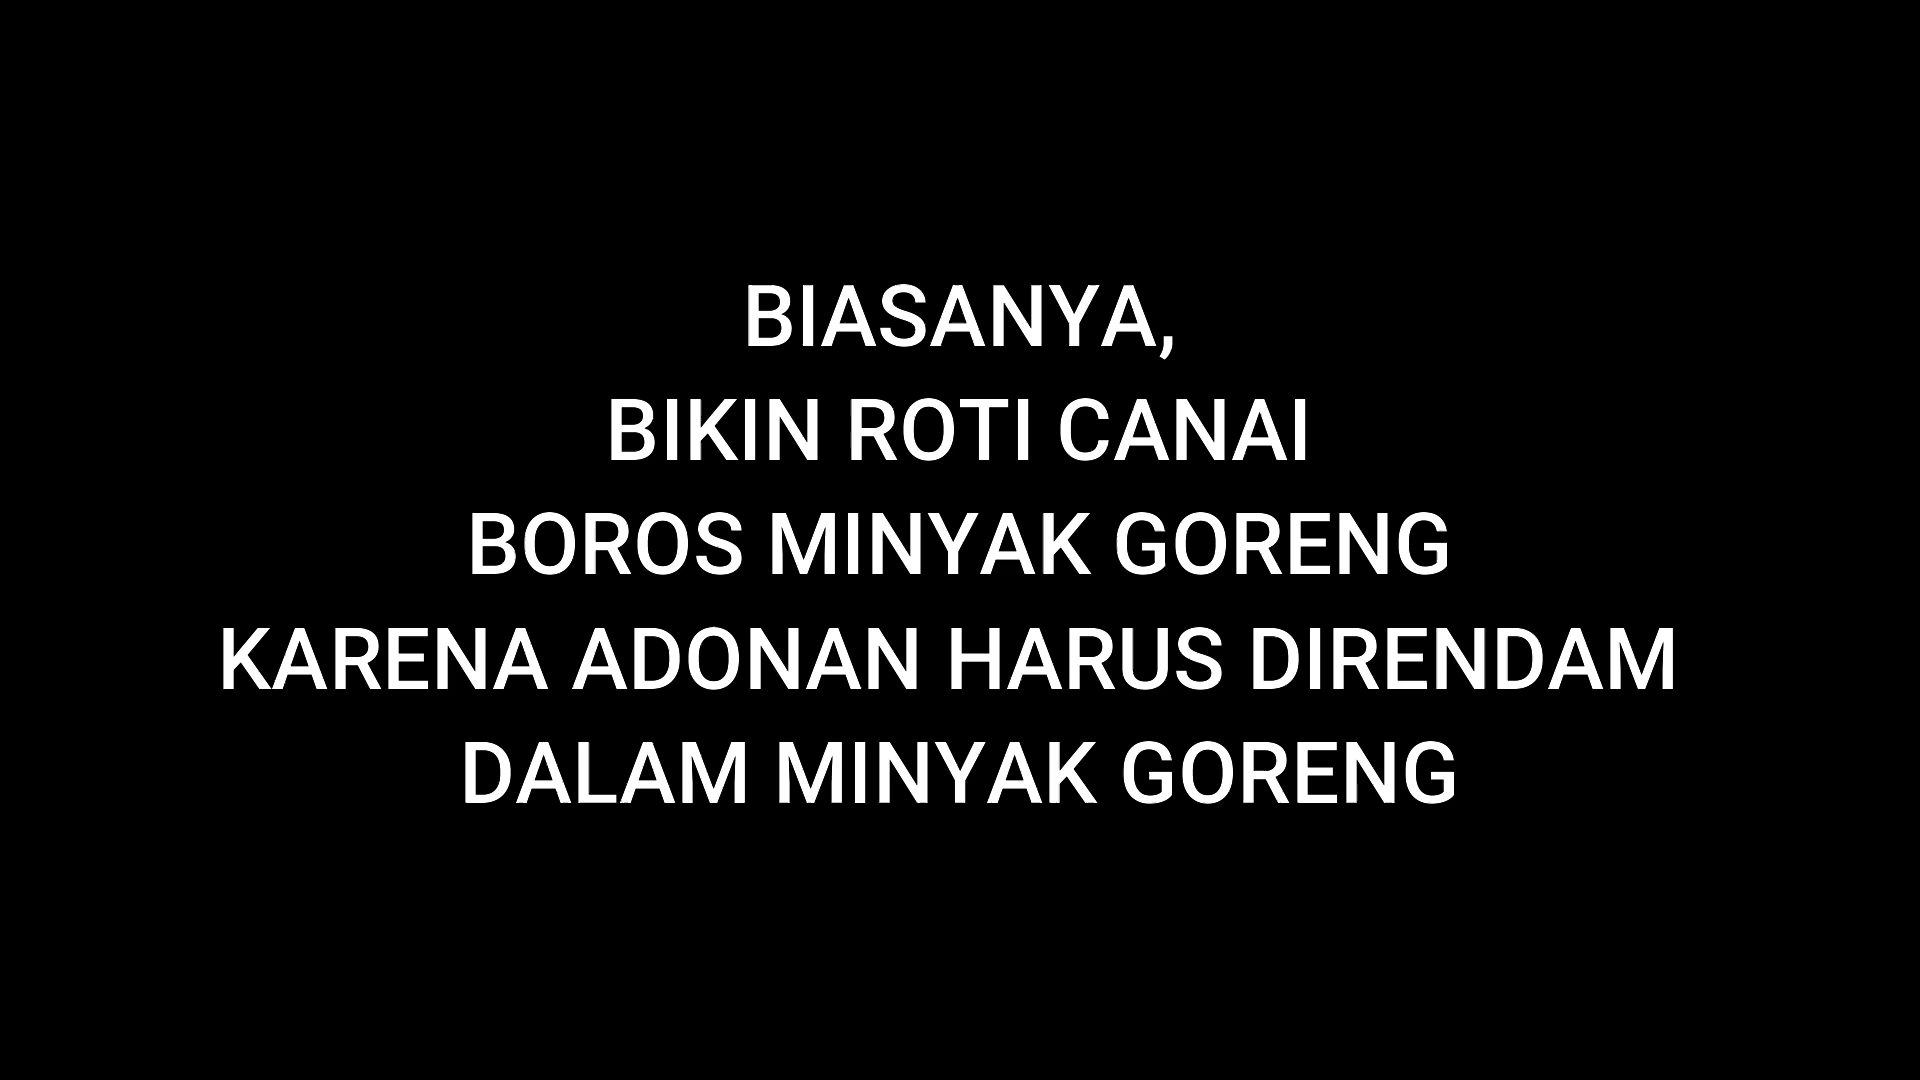 BIASANYA,
BIKIN ROTI CANAI
BOROS MINYAK GORENG
KARENA ADONAN HARUS DIRENDAM
DALAM MINYAK GORENG